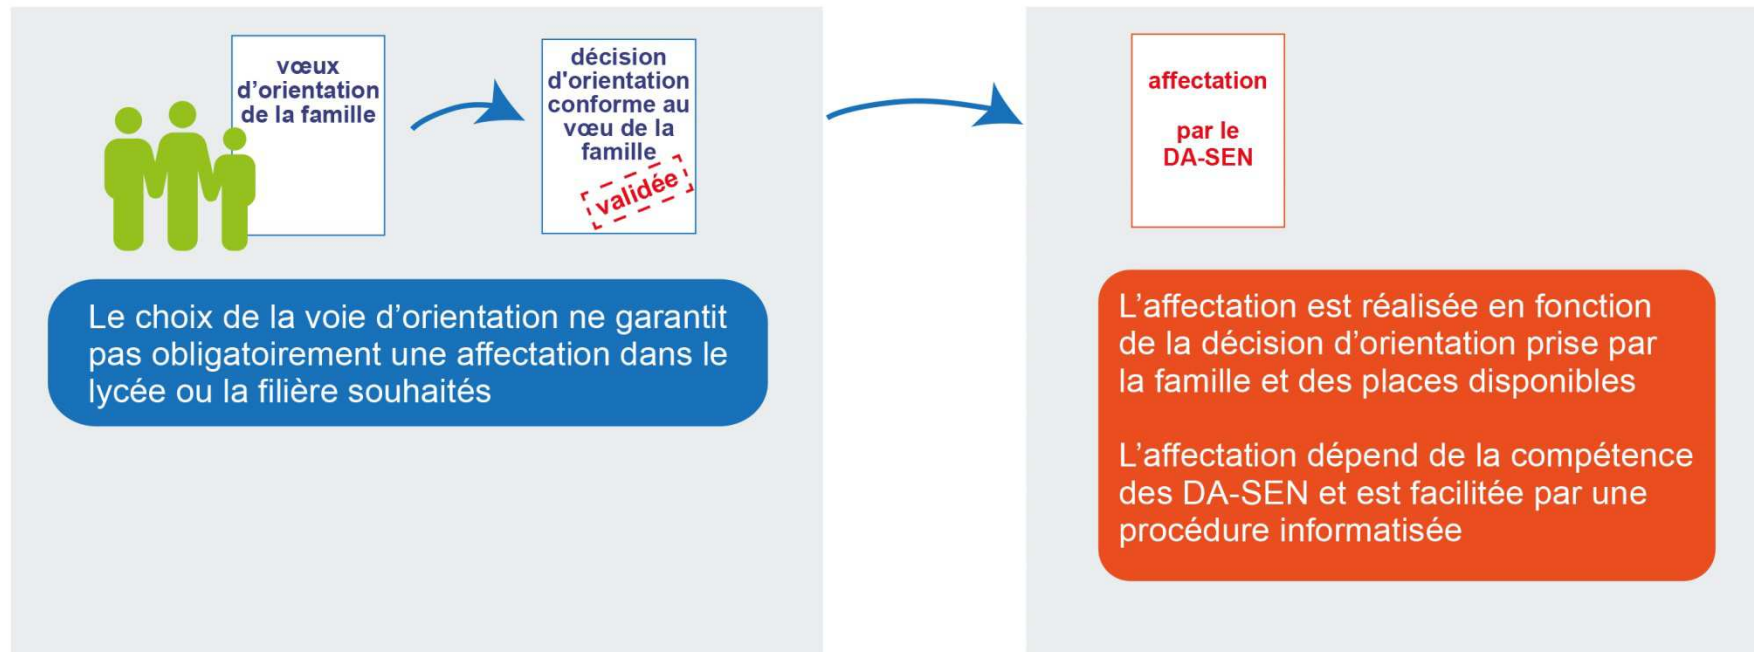 vœux
d’orientation
de la famille
décision
d'orientation
conforme au
vœu de la
famille
validée
Le choix de la voie d’orientation ne garantit
pas obligatoirement une affectation dans le
lycée ou la filière souhaités
affectation
par le
DA-SEN
L’affectation est réalisée en fonction
de la décision d’orientation prise par
la famille et des places disponibles
L’affectation dépend de la compétence
des DA-SEN et est facilitée par une
procédure informatisée